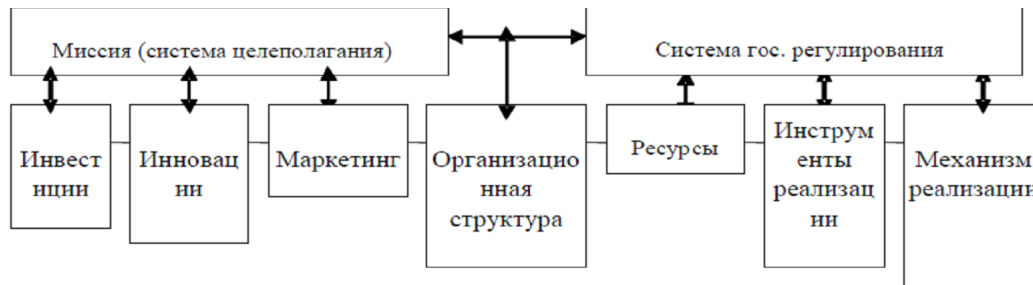 Миссия (система целеполагания)
Система гос. регулирования
Инвест
иции
Инновац
ии
Маркетинг
Организацио
нная
структура
Ресурсы
Инструм
енты
реализац
ии
Механизм
реализации